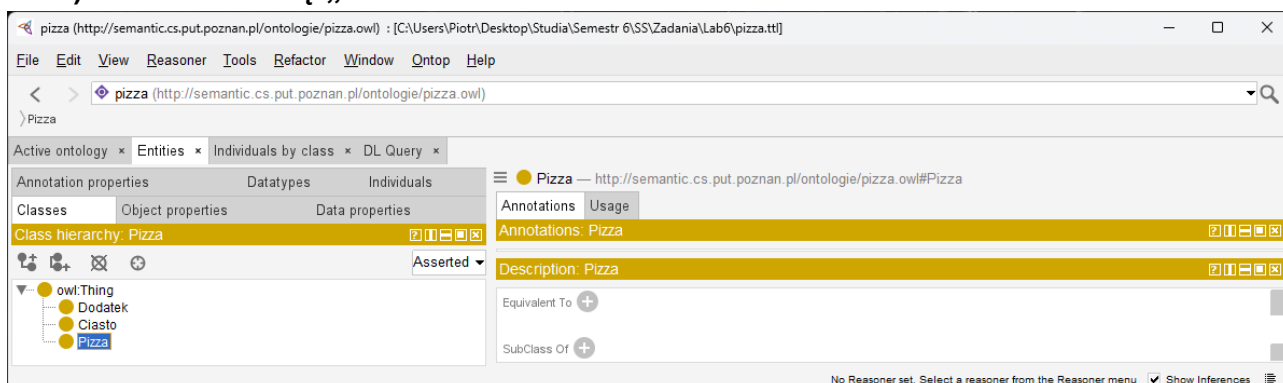 pizza (http://semantic.cs.put.poznan.pl/ontologie/pizza.owl) : [C:\Users\Piotr\Desktop\Studia\Semestr 6\SS\Zadania\Lab6\pizza.ttl]
File Edit View Reasoner Tools Refactor Window Ontop Help
pizza (http://semantic.cs.put.poznan.pl/ontologie/pizza.owl)
Pizza
Active ontology × Entities × Individuals by class × DL Query ×
Annotation properties Datatypes Individuals
Classes Object properties Data properties
Class hierarchy: Pizza
Asserted
owl:Thing
Dodatek
Ciasto
Pizza
Pizza — http://semantic.cs.put.poznan.pl/ontologie/pizza.owl#Pizza
Annotations Usage
Annotations: Pizza
Description: Pizza
Equivalent To
SubClass Of
No Reasoner set. Select a reasoner from the Reasoner menu Show Inferences